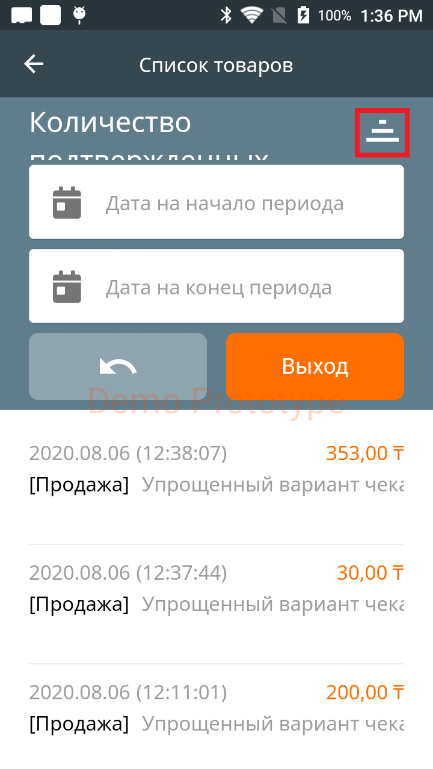 100% 1:36 PM
Список товаров
Количество
подтвержденных
Дата на начало периода
Дата на конец периода
Выход
Demo Prototype
2020.08.06 (12:38:07) 353,00 ₸
[Продажа] Упрощенный вариант чека
2020.08.06 (12:37:44) 30,00 ₸
[Продажа] Упрощенный вариант чека
2020.08.06 (12:11:01) 200,00 ₸
[Продажа] Упрощенный вариант чека